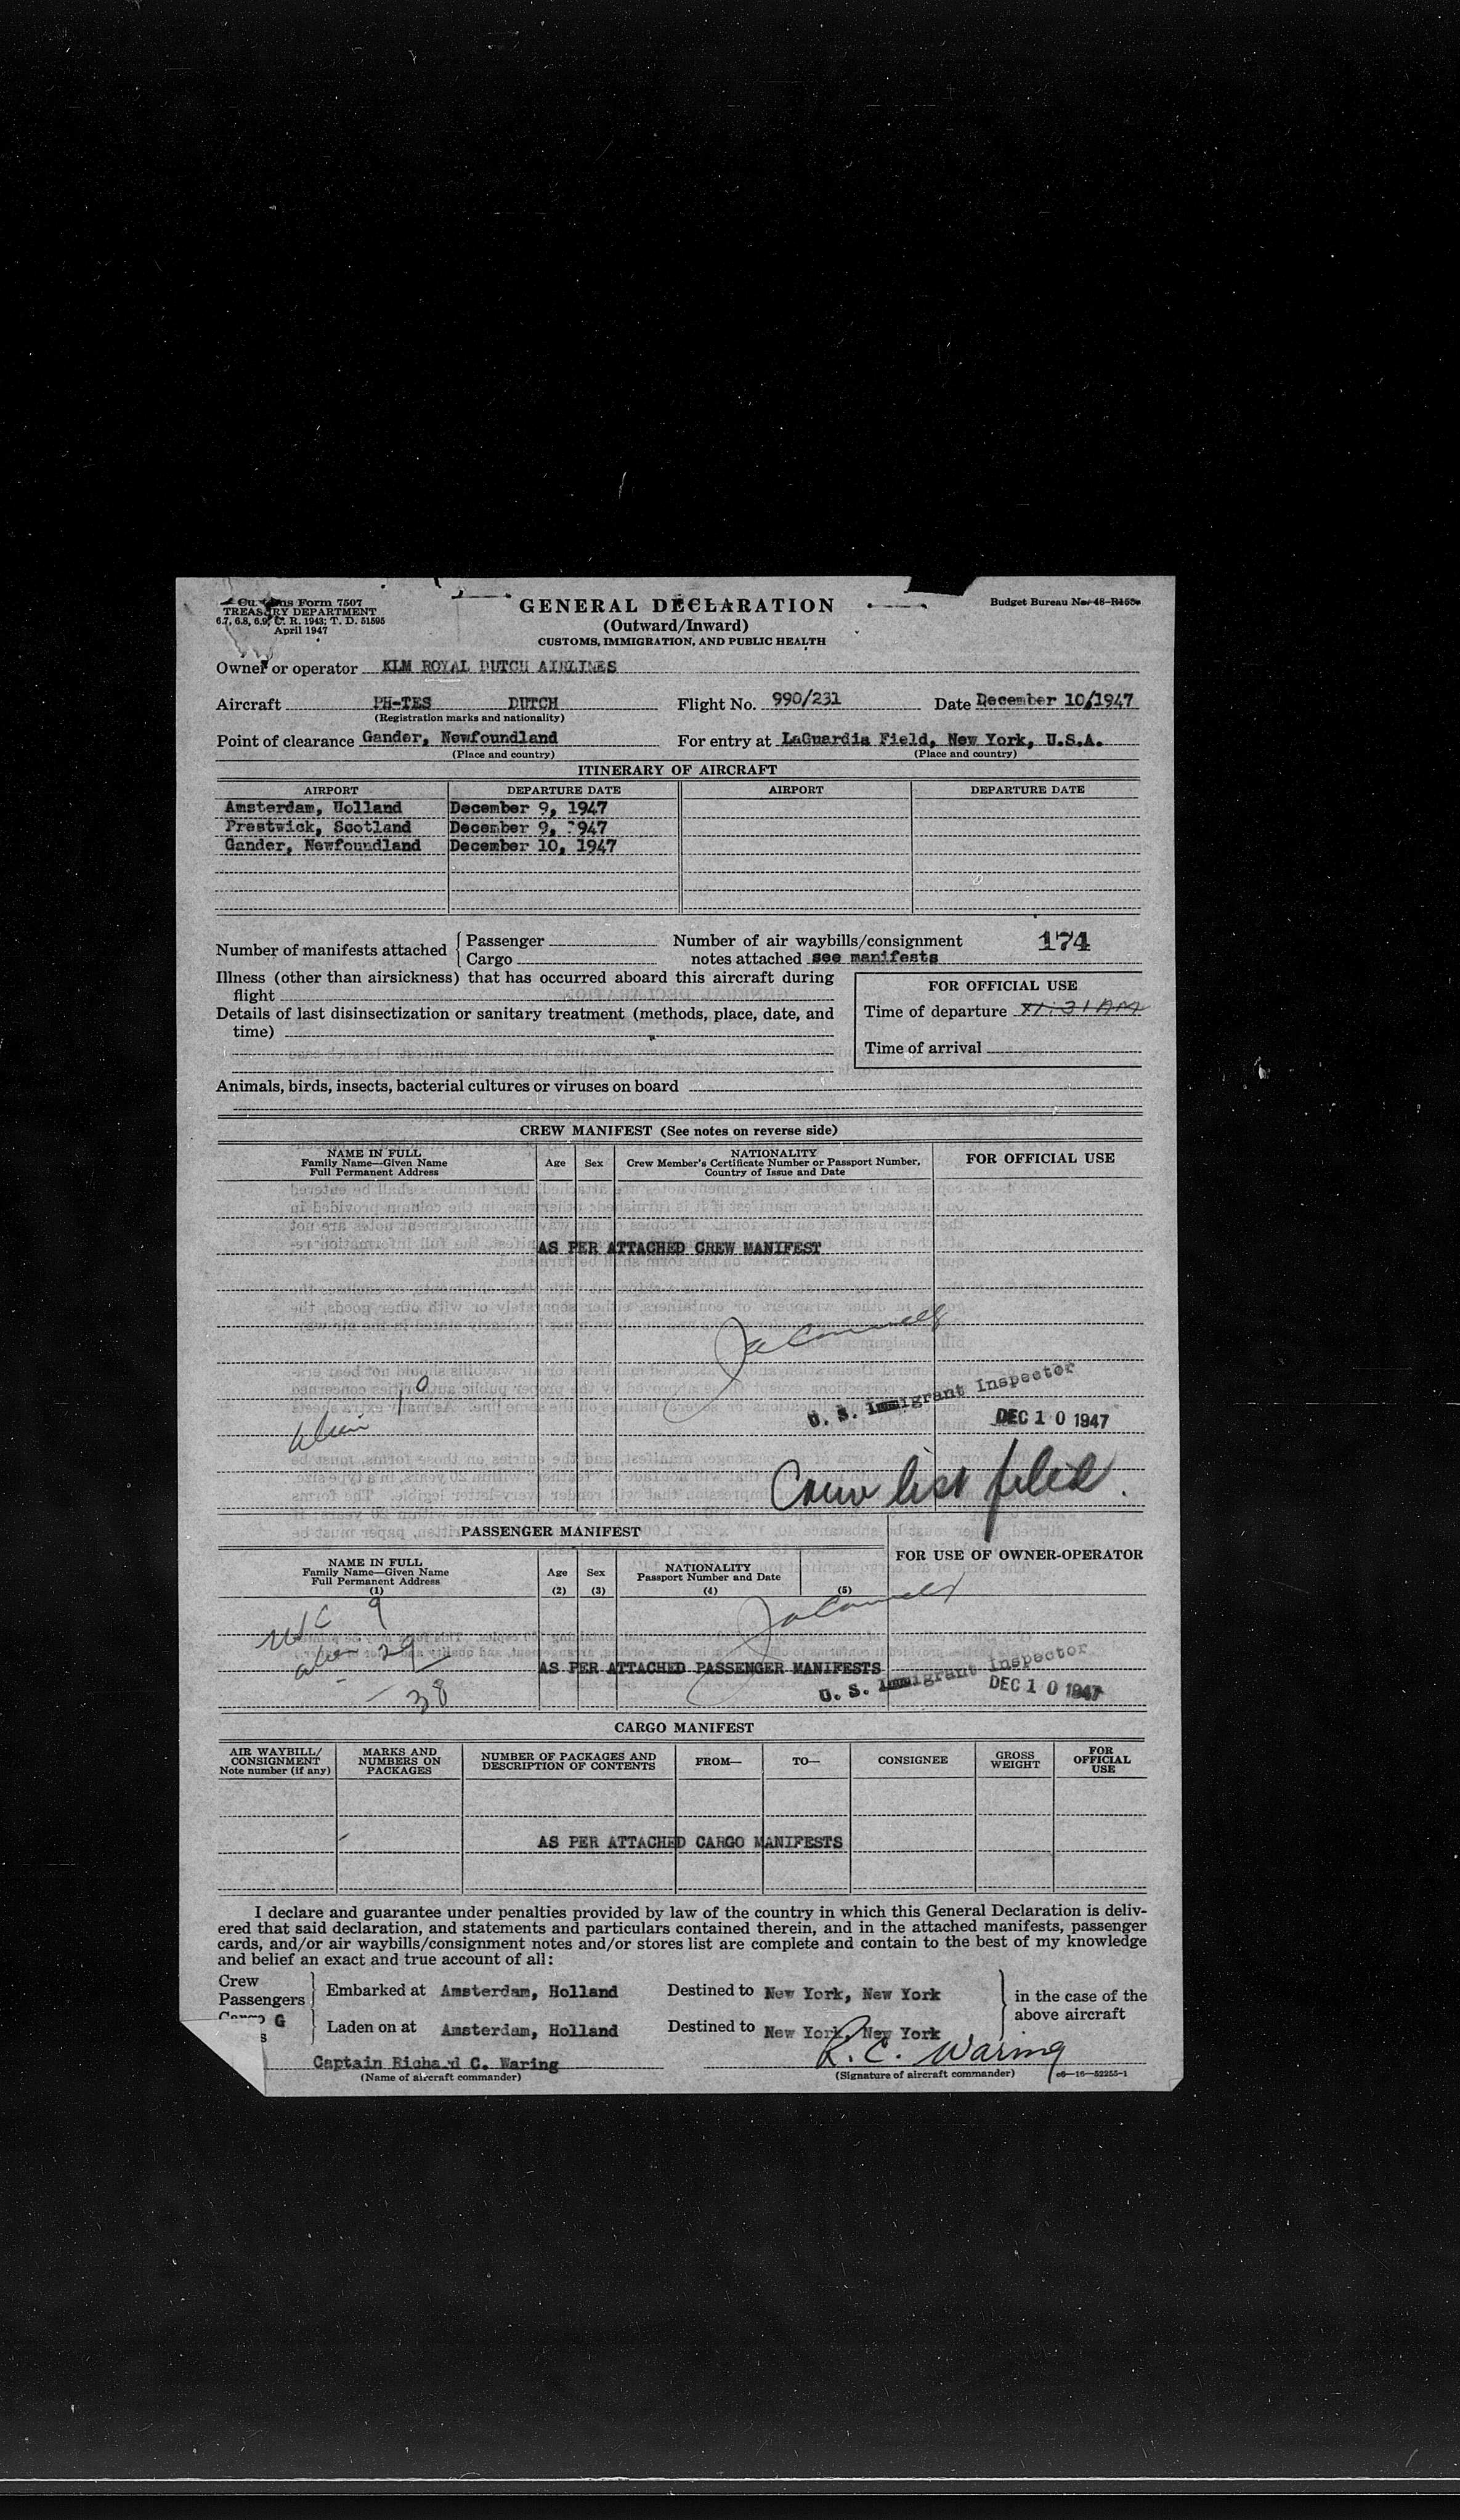 Customs Form 7507
TREASURY DEPARTMENT
6.7, 6.8, 6.9, C. R. 1943; T. D. 51595
April 1947
GENERAL DECLARATION
(Outward/Inward)
CUSTOMS, IMMIGRATION, AND PUBLIC HEALTH
Budget Bureau No. 48-R155
Owner or operator KLM ROYAL DUTCH AIRLINES
Aircraft PH-TES DUTCH Flight No. 990/231 Date December 10/1947
(Registration marks and nationality)
Point of clearance Gander, Newfoundland For entry at LaGuardia Field, New York, U.S.A.
(Place and country) (Place and country)
ITINERARY OF AIRCRAFT
AIRPORT DEPARTURE DATE AIRPORT DEPARTURE DATE
Amsterdam, Holland December 9, 1947
Prestwick, Scotland December 9, 1947
Gander, Newfoundland December 10, 1947
Number of manifests attached Passenger Number of air waybills/consignment 174
Cargo notes attached see manifests
Illness (other than airsickness) that has occurred aboard this aircraft during
flight
Details of last disinsectization or sanitary treatment (methods, place, date, and
time)
FOR OFFICIAL USE
Time of departure
Time of arrival
Animals, birds, insects, bacterial cultures or viruses on board
CREW MANIFEST (See notes on reverse side)
NAME IN FULL
Family Name—Given Name
Full Permanent Address
Age Sex
NATIONALITY
Crew Member's Certificate Number or Passport Number,
Country of Issue and Date
FOR OFFICIAL USE
AS PER ATTACHED CREW MANIFEST
10
U. S. Immigrant Inspector
DEC 10 1947
Crew list filed.
PASSENGER MANIFEST
FOR USE OF OWNER-OPERATOR
NAME IN FULL
Family Name—Given Name
Full Permanent Address
(1)
Age
(2)
Sex
(3)
NATIONALITY
Passport Number and Date
(4) (5)
USC 9
29
38
AS PER ATTACHED PASSENGER MANIFESTS
U. S. Immigrant Inspector
DEC 10 1947
CARGO MANIFEST
AIR WAYBILL/
CONSIGNMENT
Note number (if any)
MARKS AND
NUMBERS ON
PACKAGES
NUMBER OF PACKAGES AND
DESCRIPTION OF CONTENTS
FROM— TO— CONSIGNEE
GROSS
WEIGHT
FOR
OFFICIAL
USE
AS PER ATTACHED CARGO MANIFESTS
I declare and guarantee under penalties provided by law of the country in which this General Declaration is deliv-
ered that said declaration, and statements and particulars contained therein, and in the attached manifests, passenger
cards, and/or air waybills/consignment notes and/or stores list are complete and contain to the best of my knowledge
and belief an exact and true account of all:
Crew
Passengers Embarked at Amsterdam, Holland Destined to New York, New York in the case of the
above aircraft
Laden on at Amsterdam, Holland Destined to New York, New York
Captain Richard C. Waring R. C. Waring
(Name of aircraft commander) (Signature of aircraft commander) c6—16—52255-1